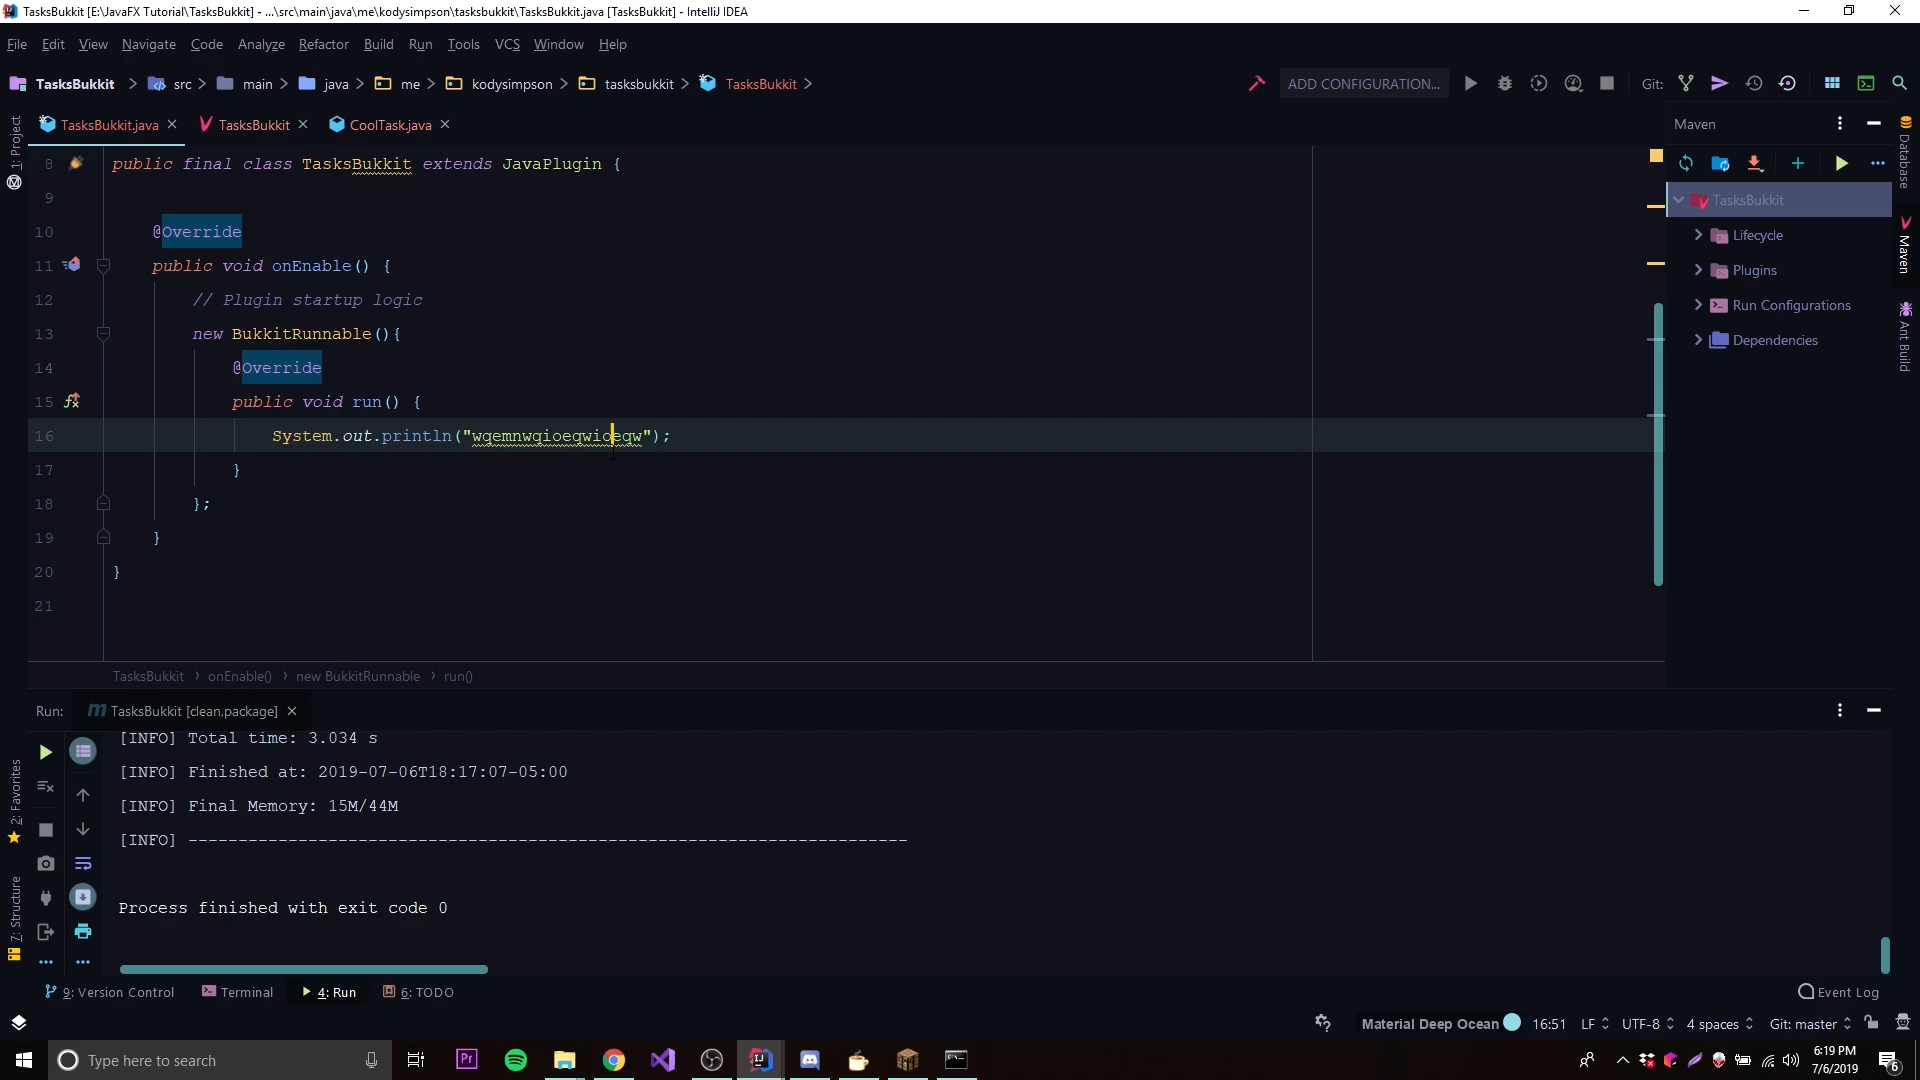 TasksBukkit [E:\JavaFX Tutorial\TasksBukkit] - ...\src\main\java\me\kodysimpson\tasksbukkit\TasksBukkit.java [TasksBukkit] - IntelliJ IDEA
File Edit View Navigate Code Analyze Refactor Build Run Tools VCS Window Help
TasksBukkit src main java me kodysimpson tasksbukkit TasksBukkit ADD CONFIGURATION... Git:
1: Project
TasksBukkit.java TasksBukkit CoolTask.java
8 public final class TasksBukkit extends JavaPlugin {
9
10 @Override
11 public void onEnable() {
12 // Plugin startup logic
13 new BukkitRunnable(){
14 @Override
15 public void run() {
16 System.out.println("wqemnwqioeqwioeqw");
17 }
18 };
19 }
20 }
21
TasksBukkit › onEnable() › new BukkitRunnable › run()
Maven
TasksBukkit
Lifecycle
Plugins
Run Configurations
Dependencies
Database
Maven
Ant Build
Run: TasksBukkit [clean,package]
[INFO] Total time: 3.034 s
[INFO] Finished at: 2019-07-06T18:17:07-05:00
[INFO] Final Memory: 15M/44M
[INFO] ------------------------------------------------------------------------
Process finished with exit code 0
2: Favorites
7: Structure
9: Version Control Terminal 4: Run 6: TODO Event Log
Material Deep Ocean 16:51 LF UTF-8 4 spaces Git: master
Type here to search
Pr
IJ
6:19 PM
7/6/2019
6